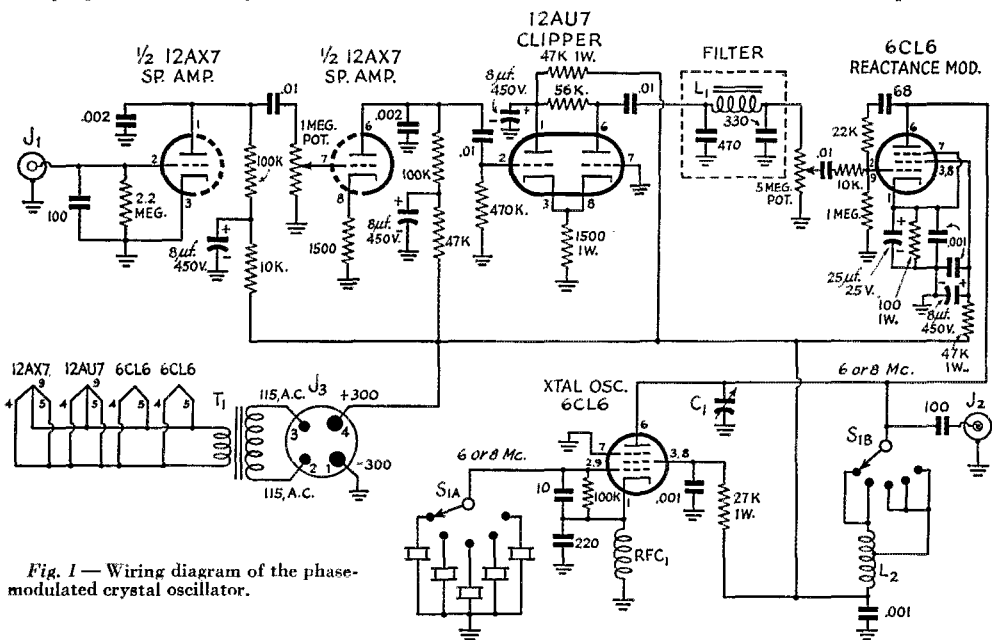 12AU7
CLIPPER
½ 12AX7
SP. AMP.
½ 12AX7
SP. AMP.
47K 1W.
56K.
FILTER
6CL6
REACTANCE MOD.
J1
.002
.01
1 MEG.
POT.
.002
8µf.
450V.
.01
L1
330
470
68
22K
1
2
3
100
2.2
MEG.
100K
8µf.
450V.
10K.
6
7
8
1500
100K
8µf.
450V.
47K
.01
470K.
1
2
3
6
7
8
1500
1W.
5 MEG.
POT.
.01
10K.
1 MEG.
6
7
3,8
2
9
1
.001
25µf.
25V.
100
1W.
8µf.
450V.
47K
1W.
12AX7
12AU7
6CL6
6CL6
4
9
5
4
9
5
4
5
4
5
T1
115,A.C.
J3
+300
3
4
2
1
-300
115,A.C.
XTAL OSC.
6CL6
6 or 8 Mc.
C1
6
7
2,9
3,8
1
6 or 8 Mc.
S1A
10
100K
220
RFC1
.001
27K
1W.
100
J2
S1B
L2
.001
Fig. 1 — Wiring diagram of the phase-
modulated crystal oscillator.